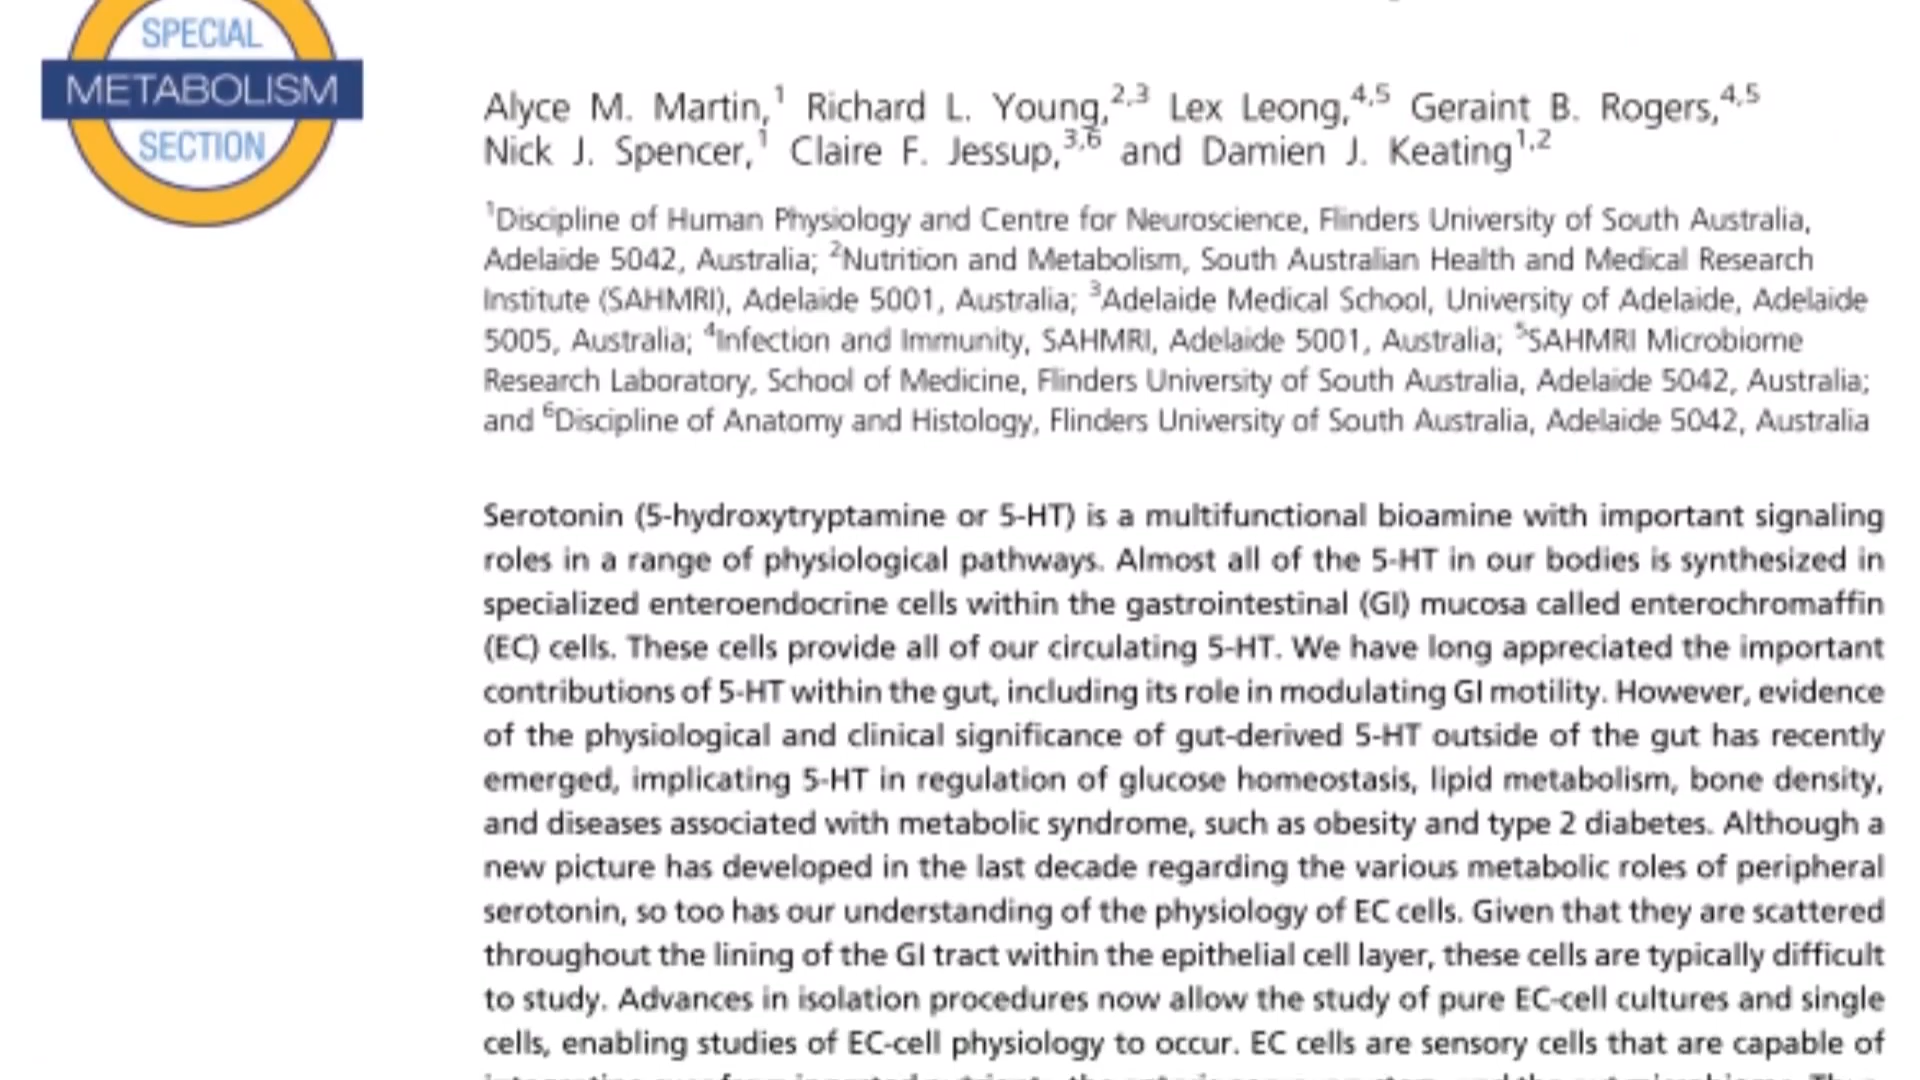 SPECIAL
METABOLISM
SECTION
Alyce M. Martin,1 Richard L. Young,2,3 Lex Leong,4,5 Geraint B. Rogers,4,5
Nick J. Spencer,1 Claire F. Jessup,3,6 and Damien J. Keating1,2
1Discipline of Human Physiology and Centre for Neuroscience, Flinders University of South Australia,
Adelaide 5042, Australia; 2Nutrition and Metabolism, South Australian Health and Medical Research
Institute (SAHMRI), Adelaide 5001, Australia; 3Adelaide Medical School, University of Adelaide, Adelaide
5005, Australia; 4Infection and Immunity, SAHMRI, Adelaide 5001, Australia; 5SAHMRI Microbiome
Research Laboratory, School of Medicine, Flinders University of South Australia, Adelaide 5042, Australia;
and 6Discipline of Anatomy and Histology, Flinders University of South Australia, Adelaide 5042, Australia
Serotonin (5-hydroxytryptamine or 5-HT) is a multifunctional bioamine with important signaling
roles in a range of physiological pathways. Almost all of the 5-HT in our bodies is synthesized in
specialized enteroendocrine cells within the gastrointestinal (GI) mucosa called enterochromaffin
(EC) cells. These cells provide all of our circulating 5-HT. We have long appreciated the important
contributions of 5-HT within the gut, including its role in modulating GI motility. However, evidence
of the physiological and clinical significance of gut-derived 5-HT outside of the gut has recently
emerged, implicating 5-HT in regulation of glucose homeostasis, lipid metabolism, bone density,
and diseases associated with metabolic syndrome, such as obesity and type 2 diabetes. Although a
new picture has developed in the last decade regarding the various metabolic roles of peripheral
serotonin, so too has our understanding of the physiology of EC cells. Given that they are scattered
throughout the lining of the GI tract within the epithelial cell layer, these cells are typically difficult
to study. Advances in isolation procedures now allow the study of pure EC-cell cultures and single
cells, enabling studies of EC-cell physiology to occur. EC cells are sensory cells that are capable of